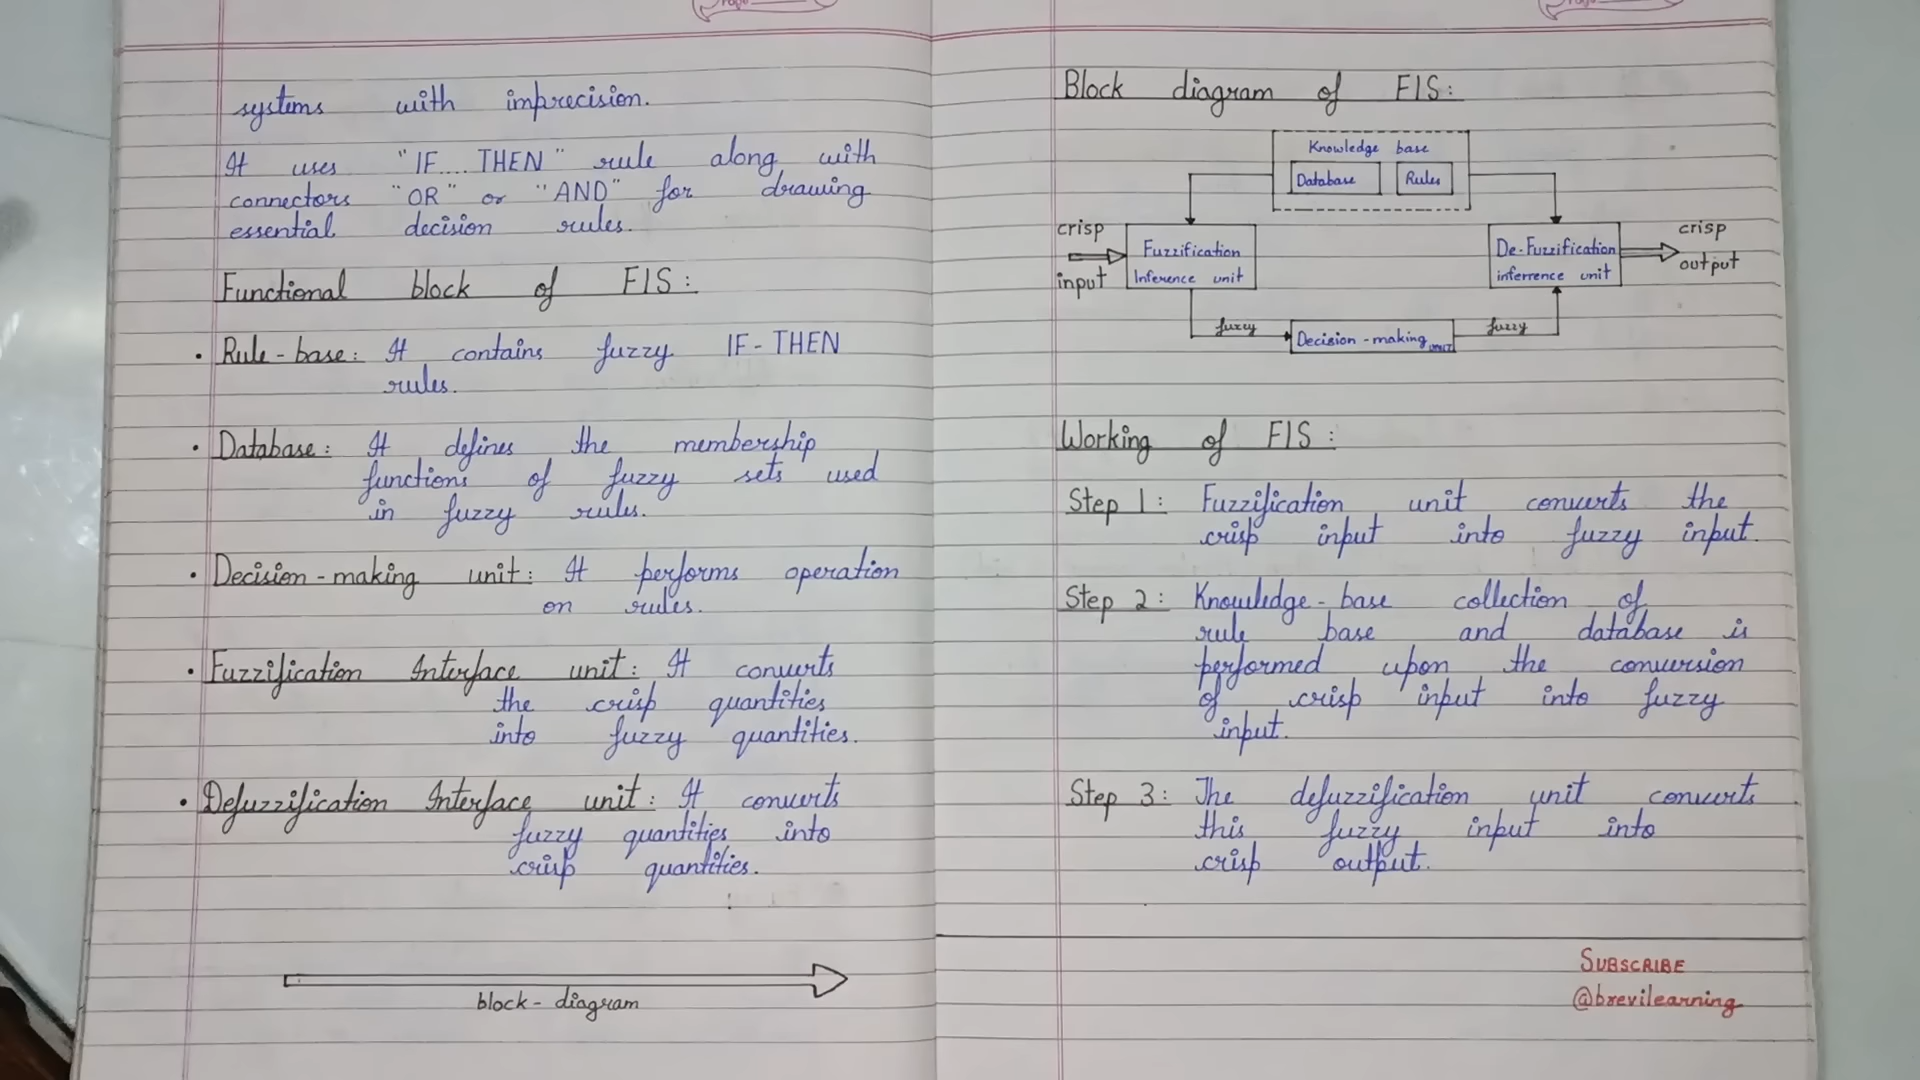 systems with imprecision.
It uses "IF....THEN" rule along with
connectors "OR" or "AND" for drawing
essential decision rules.
Functional block of FIS:
• Rule-base: It contains fuzzy IF-THEN
rules.
• Database: It defines the membership
functions of fuzzy sets used
in fuzzy rules.
• Decision-making unit: It performs operation
on rules.
• Fuzzification Interface unit: It converts
the crisp quantities
into fuzzy quantities.
• Defuzzification Interface unit: It converts
fuzzy quantities into
crisp quantities.
block-diagram
Block diagram of FIS:
Knowledge base
Database Rules
crisp
input
Fuzzification
Inference unit
De-Fuzzification
inferrence unit
crisp
output
fuzzy
Decision-making unit
fuzzy
Working of FIS:
Step 1: Fuzzification unit converts the
crisp input into fuzzy input.
Step 2: Knowledge-base collection of
rule base and database is
performed upon the conversion
of crisp input into fuzzy
input.
Step 3: The defuzzification unit converts
this fuzzy input into
crisp output.
SUBSCRIBE
@brevilearning